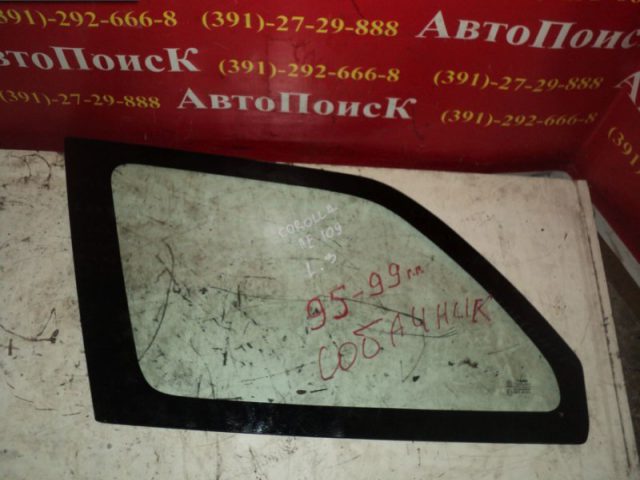 (391)-292-666-8 (391)-27-29-888 АвтоПоисК
АвтоПоисК (391)-292-666-8 (391)-27-29-888
(391)-27-29-888 АвтоПоисК (391)-292-666-8
COROLLA
AE 109
L.
95-99 г.п.
СОБАЧНИК